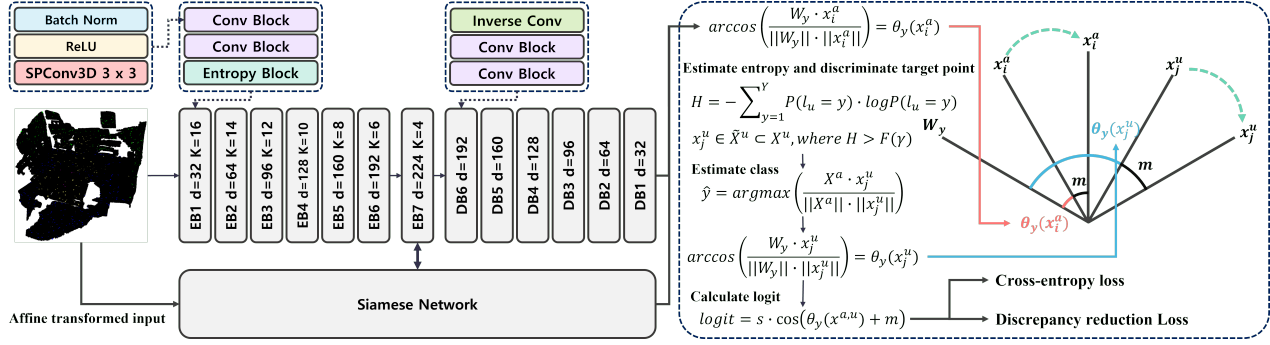 Batch Norm
ReLU
SPConv3D 3 x 3
Conv Block
Conv Block
Entropy Block
Inverse Conv
Conv Block
Conv Block
EB1 d=32 K=16
EB2 d=64 K=14
EB3 d=96 K=12
EB4 d=128 K=10
EB5 d=160 K=8
EB6 d=192 K=6
EB7 d=224 K=4
DB6 d=192
DB5 d=160
DB4 d=128
DB3 d=96
DB2 d=64
DB1 d=32
Siamese Network
Affine transformed input
arccos(W_y · x_i^a / ||W_y|| · ||x_i^a||) = θ_y(x_i^a)
Estimate entropy and discriminate target point
H = −∑_{y=1}^{Y} P(l_u = y) · logP(l_u = y)
x_j^u ∈ X̃^u ⊂ X^u, where H > F(γ)
Estimate class
ŷ = argmax(X^a · x_j^u / ||X^a|| · ||x_j^u||)
arccos(W_y · x_j^u / ||W_y|| · ||x_j^u||) = θ_y(x_j^u)
Calculate logit
logit = s · cos(θ_y(x^{a,u}) + m)
W_y
x_i^a
x_i^a
x_j^u
x_j^u
θ_y(x_j^u)
m
m
θ_y(x_i^a)
Cross-entropy loss
Discrepancy reduction Loss